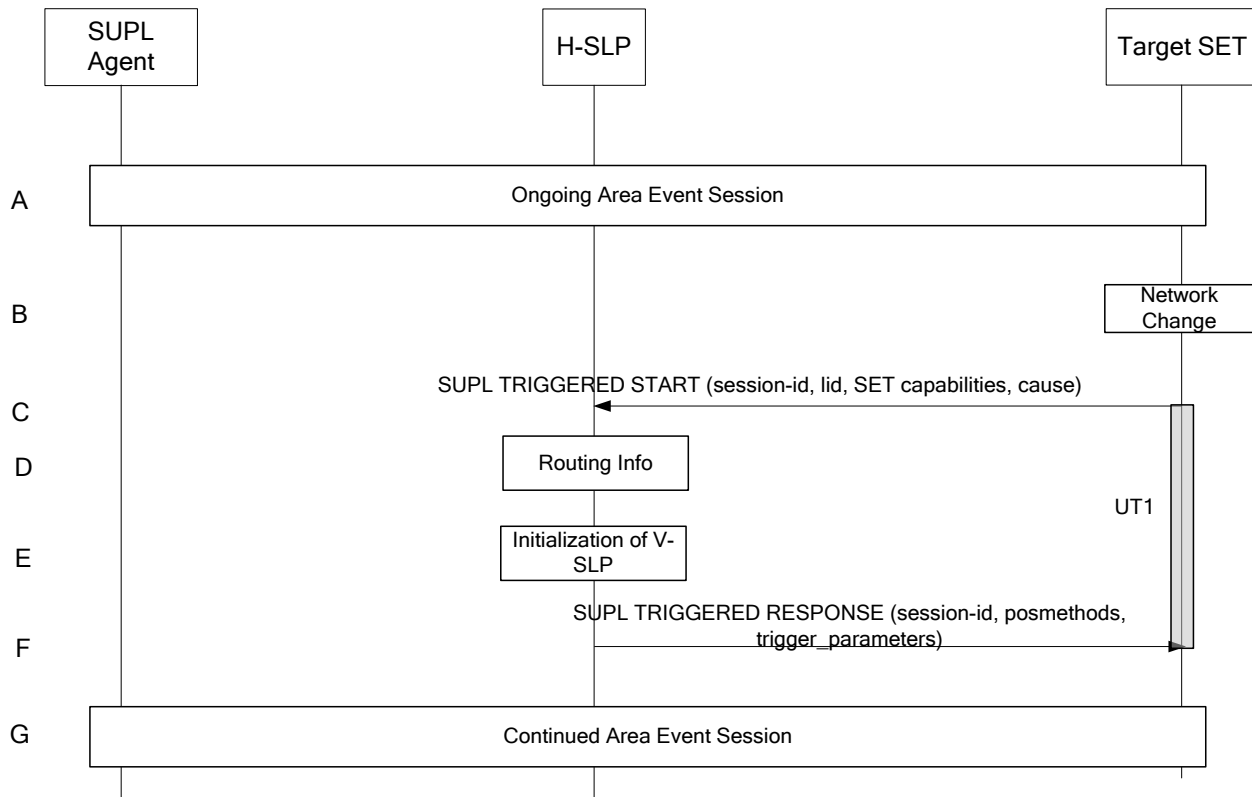 SUPL
Agent
H-SLP
Target SET
A
Ongoing Area Event Session
B
Network
Change
SUPL TRIGGERED START (session-id, lid, SET capabilities, cause)
C
D
Routing Info
UT1
E
Initialization of V-
SLP
SUPL TRIGGERED RESPONSE (session-id, posmethods,
trigger_parameters)
F
G
Continued Area Event Session